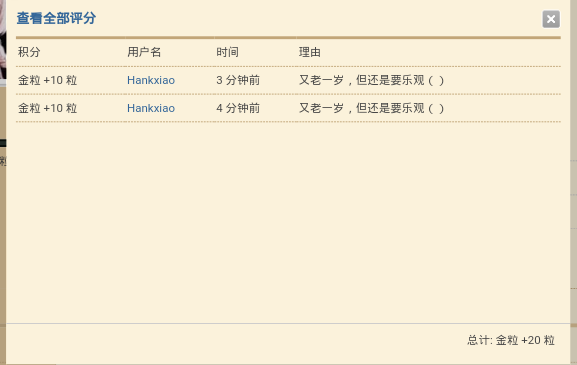 查看全部评分
积分 用户名 时间 理由
金粒 +10 粒 Hankxiao 3 分钟前 又老一岁，但还是要乐观（ ）
金粒 +10 粒 Hankxiao 4 分钟前 又老一岁，但还是要乐观（ ）
总计: 金粒 +20 粒